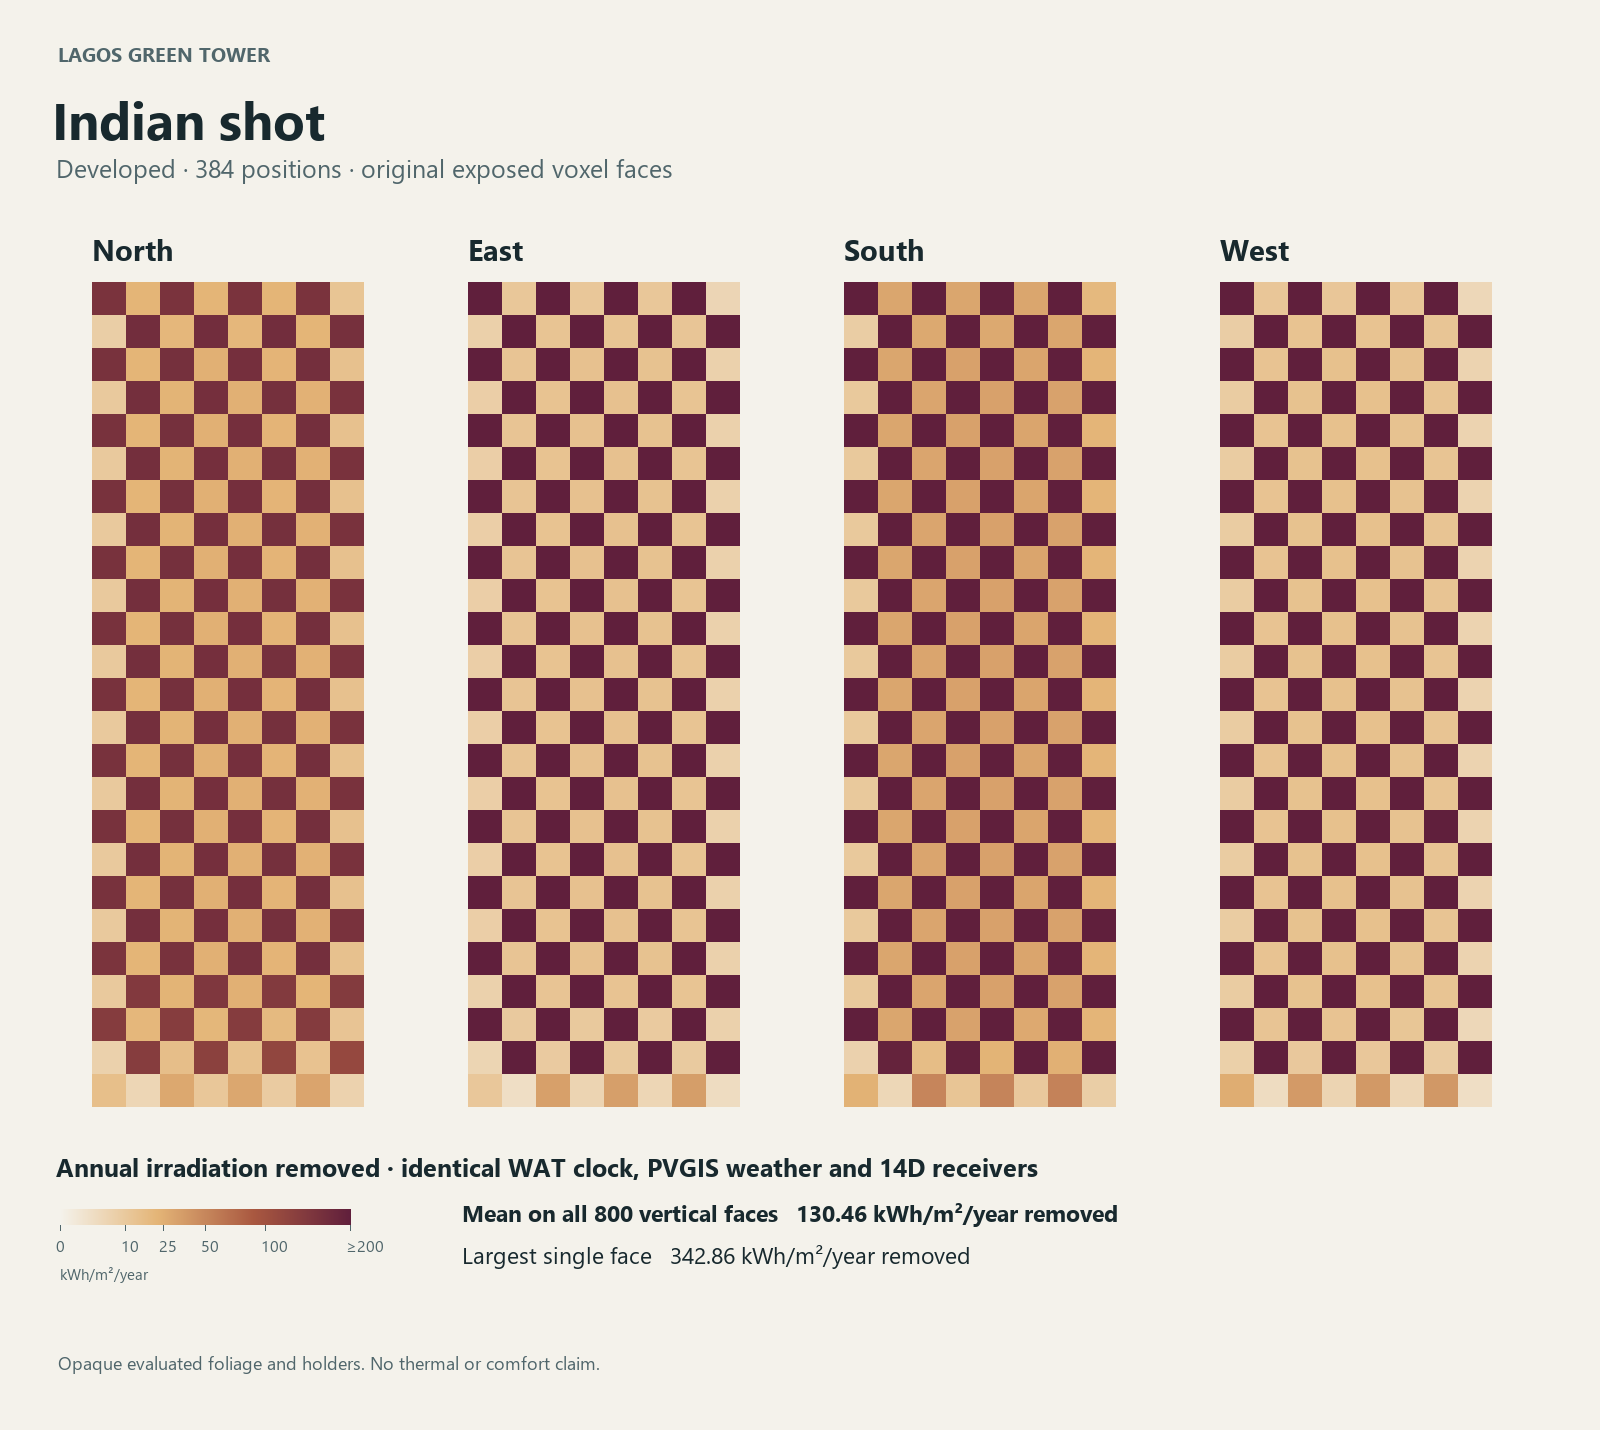 LAGOS GREEN TOWER
Indian shot
Developed · 384 positions · original exposed voxel faces
North East South West
Annual irradiation removed · identical WAT clock, PVGIS weather and 14D receivers
Mean on all 800 vertical faces 130.46 kWh/m²/year removed
0 10 25 50 100 ≥200
Largest single face 342.86 kWh/m²/year removed
kWh/m²/year
Opaque evaluated foliage and holders. No thermal or comfort claim.